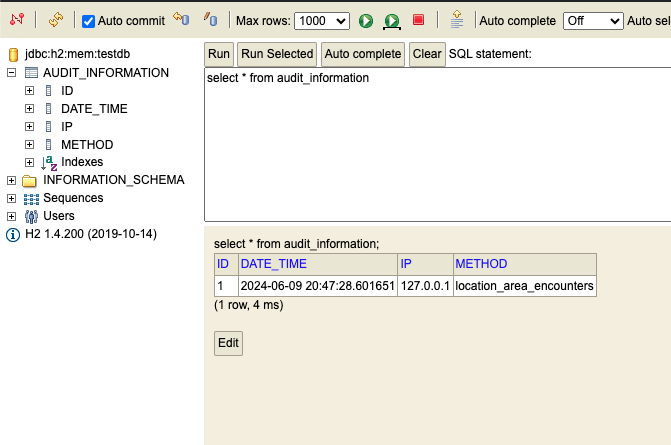 Auto commit Max rows: 1000 Auto complete Off Auto sel
jdbc:h2:mem:testdb
AUDIT_INFORMATION
ID
DATE_TIME
IP
METHOD
Indexes
INFORMATION_SCHEMA
Sequences
Users
H2 1.4.200 (2019-10-14)
Run Run Selected Auto complete Clear SQL statement:
select * from audit_information
select * from audit_information;
ID DATE_TIME IP METHOD
1 2024-06-09 20:47:28.601651 127.0.0.1 location_area_encounters
(1 row, 4 ms)
Edit